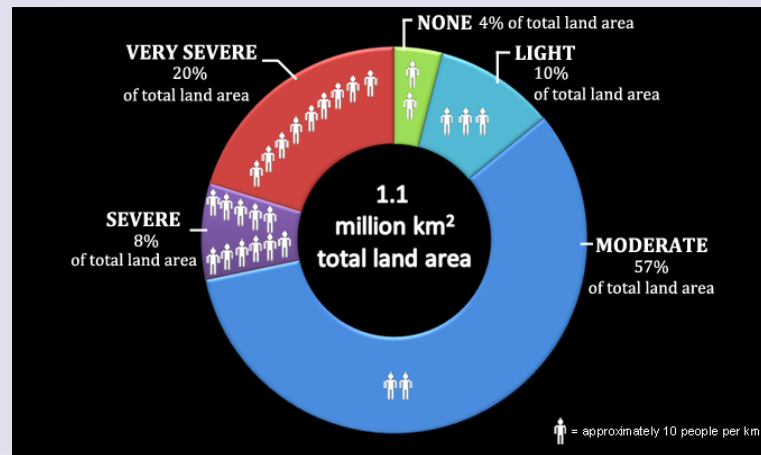 NONE 4% of total land area
VERY SEVERE
20%
of total land area
LIGHT
10%
of total land area
1.1
million km²
total land area
SEVERE
8%
of total land area
MODERATE
57%
of total land area
= approximately 10 people per km